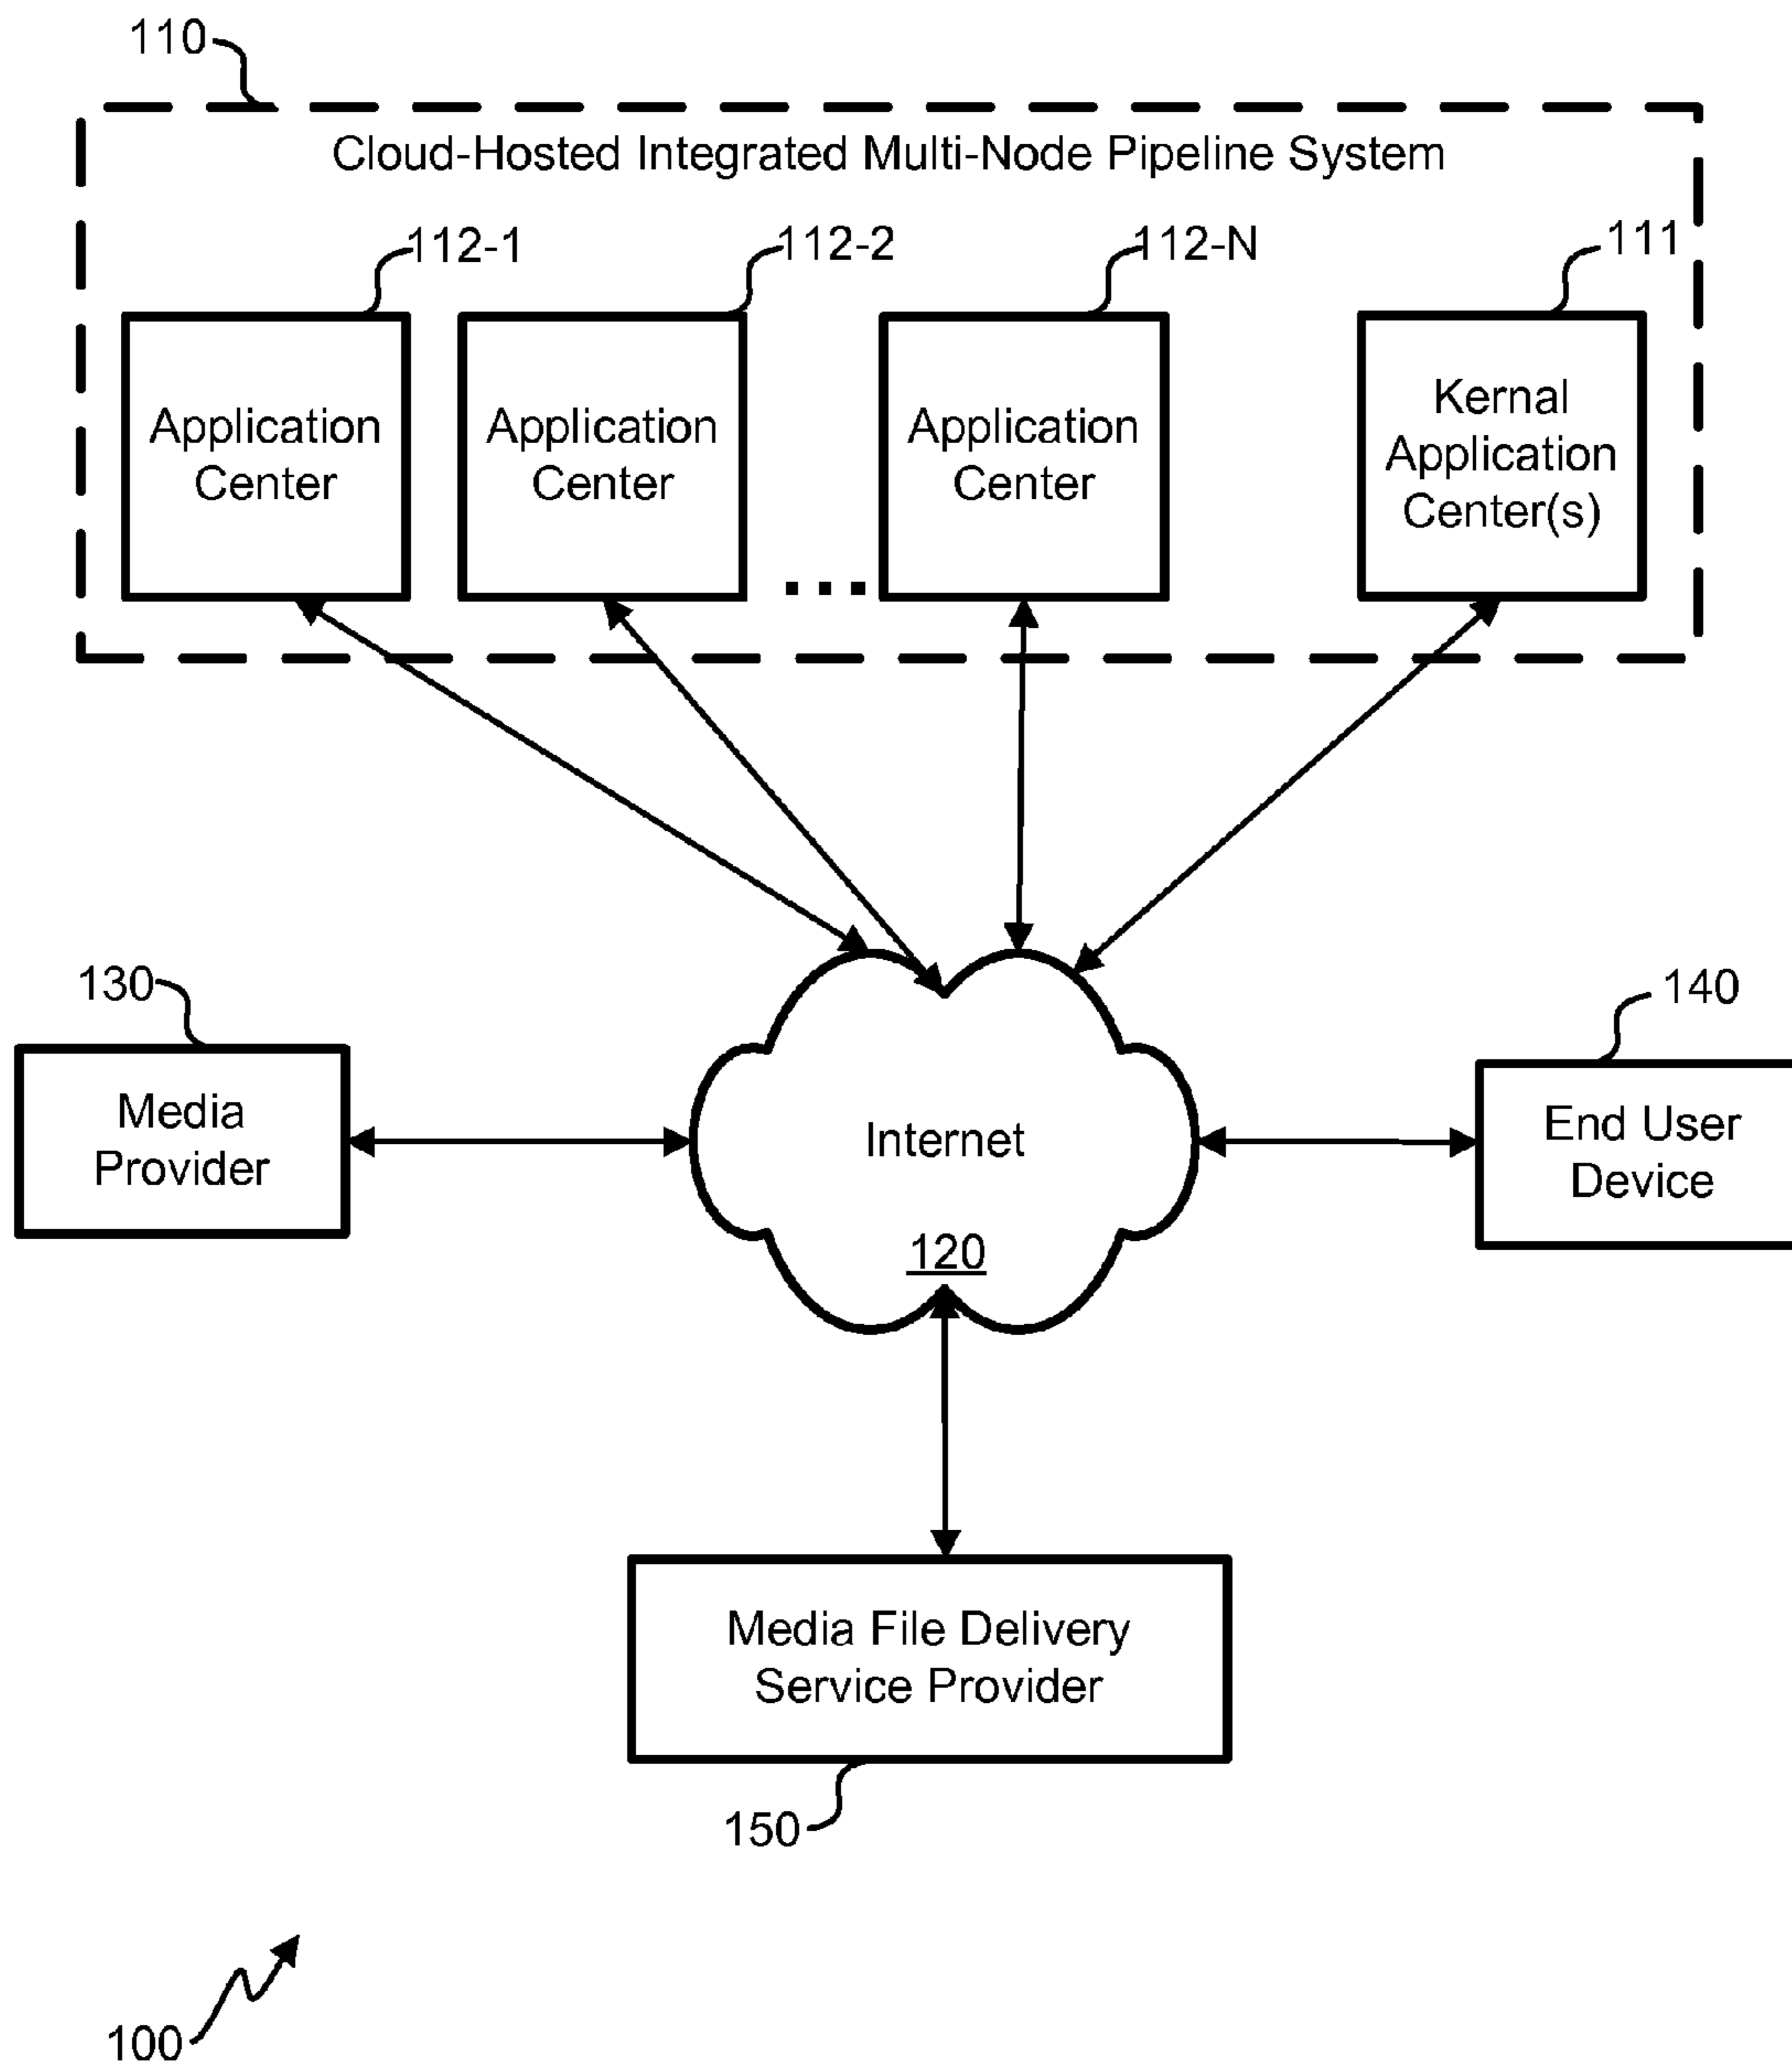 110
Cloud-Hosted Integrated Multi-Node Pipeline System
112-1
112-2
112-N
111
Application
Center
Application
Center
...
Application
Center
Kernal
Application
Center(s)
130
140
Media
Provider
Internet
120
End User
Device
Media File Delivery
Service Provider
150
100